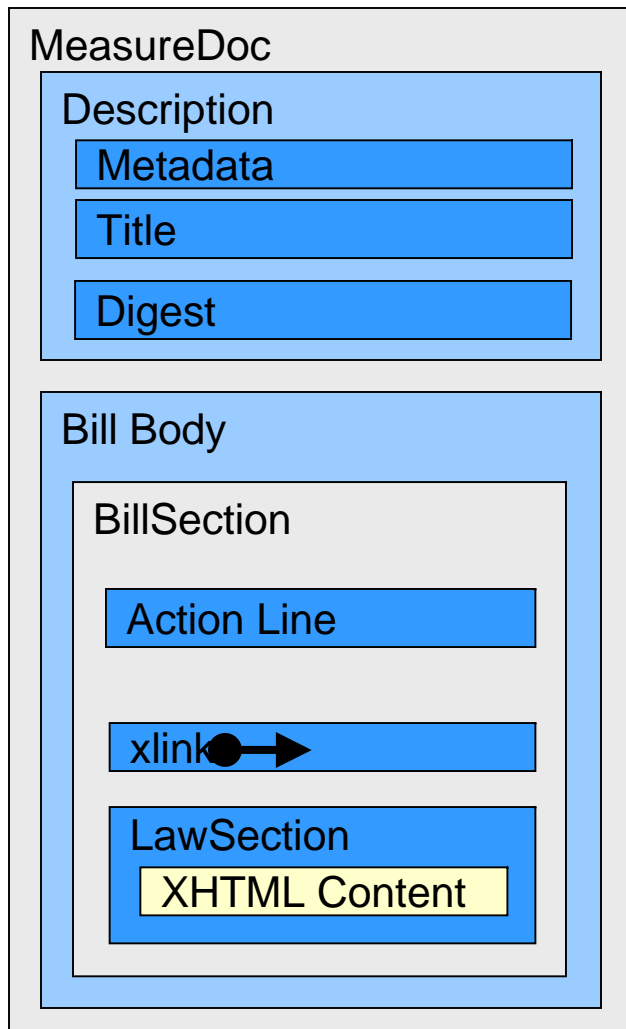 MeasureDoc
Description
Metadata
Title
Digest
Bill Body
BillSection
Action Line
xlink
LawSection
XHTML Content